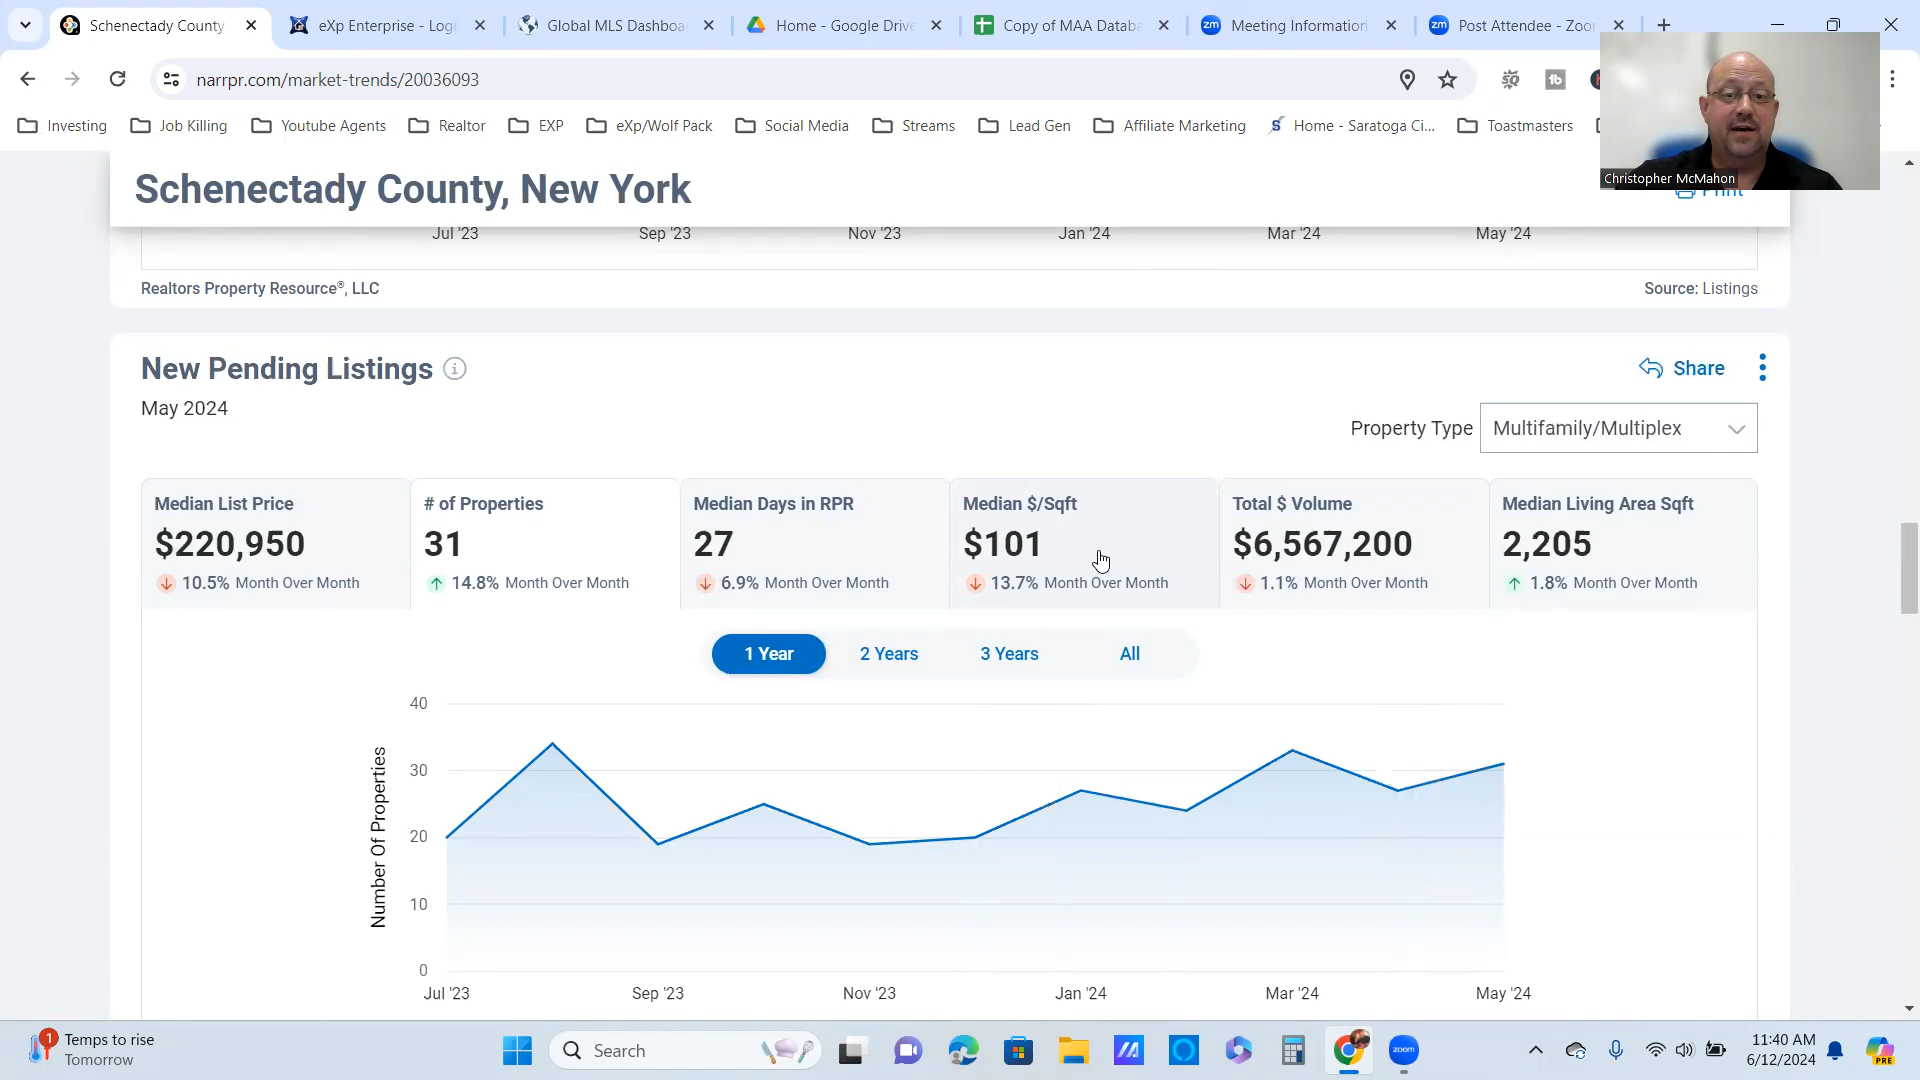 Schenectady County
eXp Enterprise - Logi
Global MLS Dashboa
Home - Google Drive
Copy of MAA Databa
Meeting Information
Post Attendee - Zoo
narrpr.com/market-trends/20036093
Investing
Job Killing
Youtube Agents
Realtor
EXP
eXp/Wolf Pack
Social Media
Streams
Lead Gen
Affiliate Marketing
Home - Saratoga Ci...
Toastmasters
Christopher McMahon
Schenectady County, New York
Print
Jul '23 Sep '23 Nov '23 Jan '24 Mar '24 May '24
Realtors Property Resource®, LLC
Source: Listings
New Pending Listings
Share
May 2024
Property Type Multifamily/Multiplex
Median List Price
$220,950
10.5% Month Over Month
# of Properties
31
14.8% Month Over Month
Median Days in RPR
27
6.9% Month Over Month
Median $/Sqft
$101
13.7% Month Over Month
Total $ Volume
$6,567,200
1.1% Month Over Month
Median Living Area Sqft
2,205
1.8% Month Over Month
1 Year 2 Years 3 Years All
Number Of Properties
40
30
20
10
0
Jul '23 Sep '23 Nov '23 Jan '24 Mar '24 May '24
1
Temps to rise
Tomorrow
Search
zoom
11:40 AM
6/12/2024
PRE